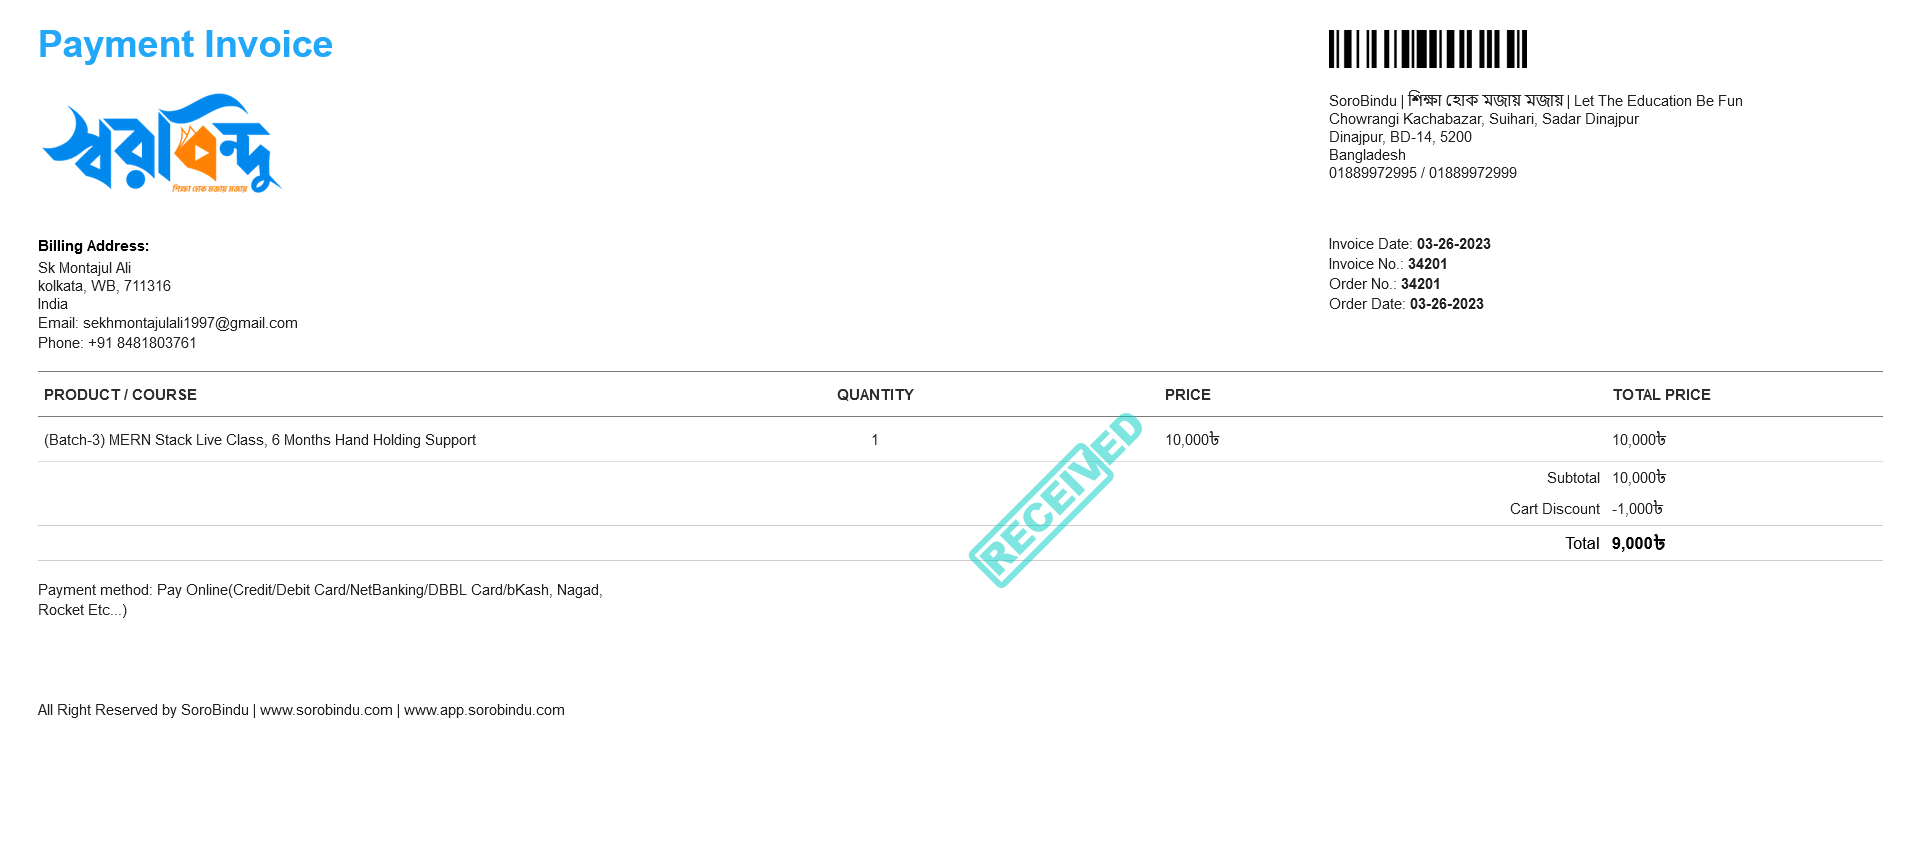 Payment Invoice
স্বরবিন্দু
শিক্ষা হোক মজায় মজায়
SoroBindu | শিক্ষা হোক মজায় মজায় | Let The Education Be Fun
Chowrangi Kachabazar, Suihari, Sadar Dinajpur
Dinajpur, BD-14, 5200
Bangladesh
01889972995 / 01889972999
Billing Address:
Sk Montajul Ali
kolkata, WB, 711316
India
Email: sekhmontajulali1997@gmail.com
Phone: +91 8481803761
Invoice Date: 03-26-2023
Invoice No.: 34201
Order No.: 34201
Order Date: 03-26-2023
PRODUCT / COURSE QUANTITY PRICE TOTAL PRICE
(Batch-3) MERN Stack Live Class, 6 Months Hand Holding Support 1 10,000৳ 10,000৳
Subtotal 10,000৳
Cart Discount -1,000৳
Total 9,000৳
RECEIVED
Payment method: Pay Online(Credit/Debit Card/NetBanking/DBBL Card/bKash, Nagad,
Rocket Etc...)
All Right Reserved by SoroBindu | www.sorobindu.com | www.app.sorobindu.com